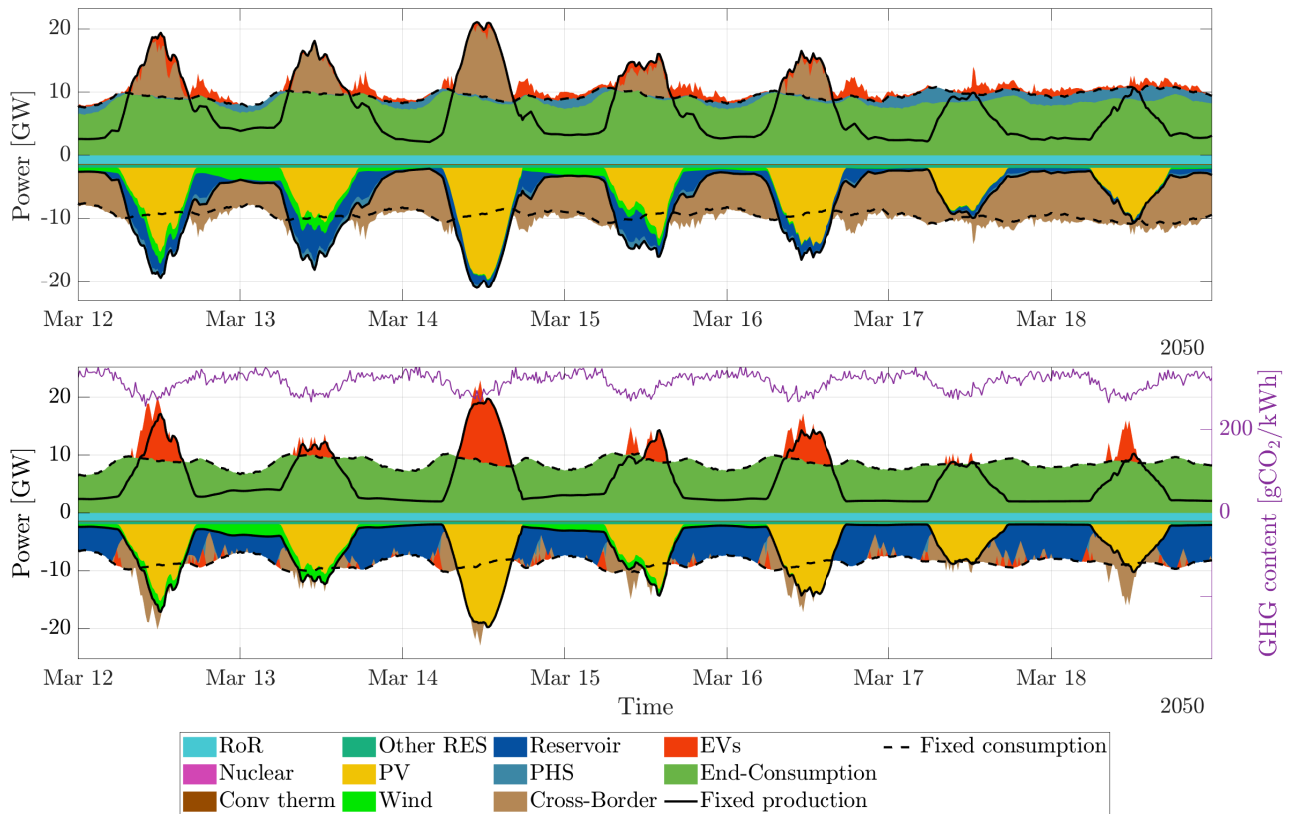 20
10
0
-10
-20
Power [GW]
Mar 12 Mar 13 Mar 14 Mar 15 Mar 16 Mar 17 Mar 18
2050
20
10
0
-10
-20
Power [GW]
200
0
GHG content [gCO₂/kWh]
Mar 12 Mar 13 Mar 14 Mar 15 Mar 16 Mar 17 Mar 18
Time
2050
RoR Other RES Reservoir EVs Fixed consumption
Nuclear PV PHS End-Consumption
Conv therm Wind Cross-Border Fixed production